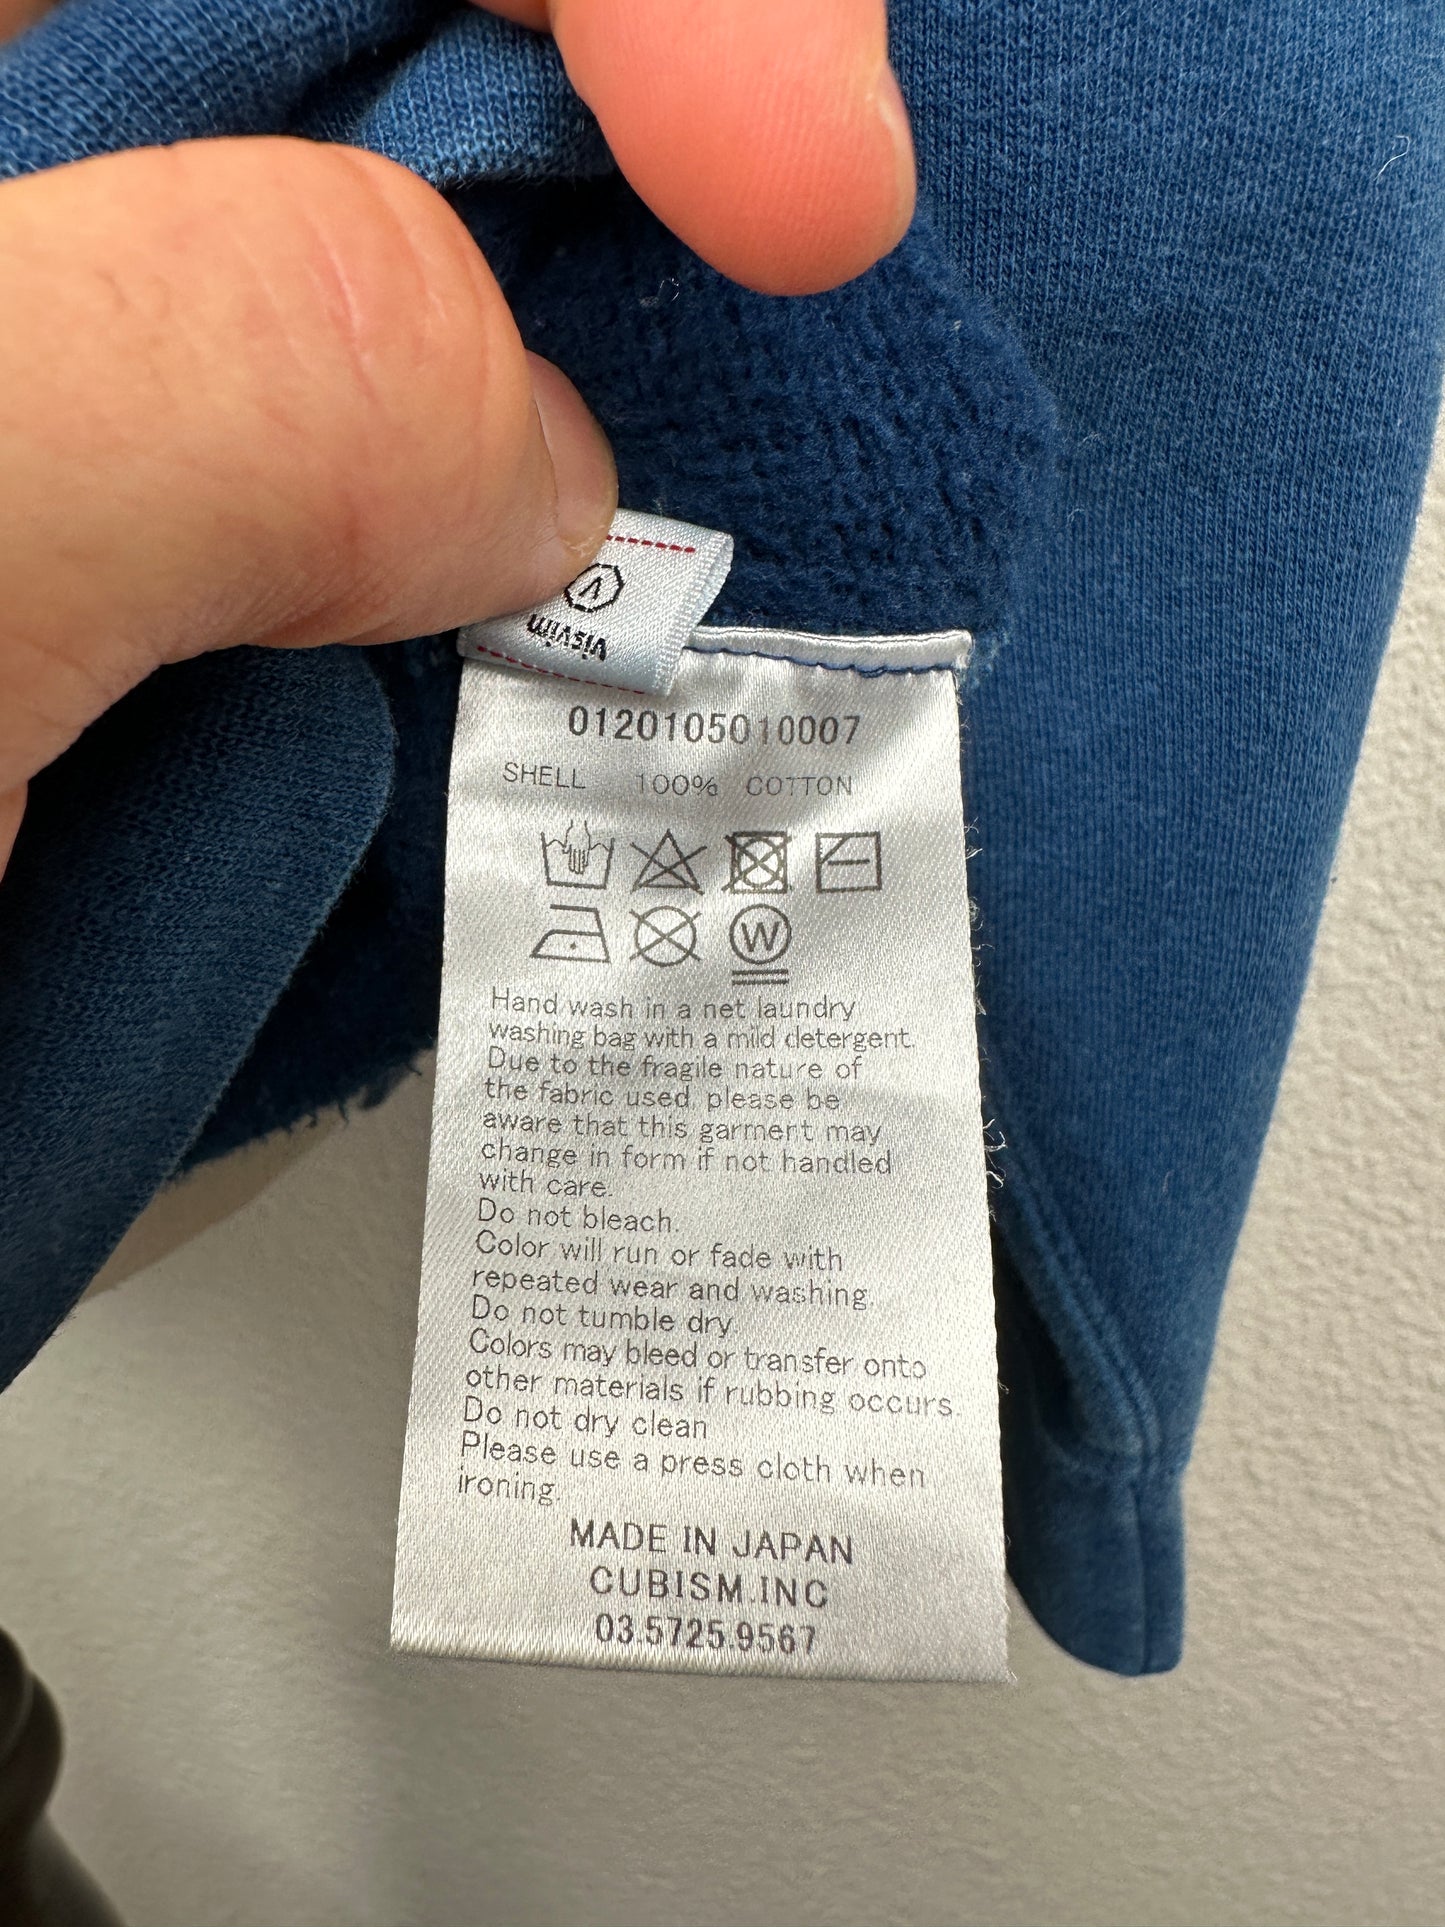 visvim
0120105010007
SHELL 100% COTTON
W
Hand wash in a net laundry
washing bag with a mild detergent.
Due to the fragile nature of
the fabric used, please be
aware that this garment may
change in form if not handled
with care.
Do not bleach.
Color will run or fade with
repeated wear and washing.
Do not tumble dry.
Colors may bleed or transfer onto
other materials if rubbing occurs.
Do not dry clean
Please use a press cloth when
ironing.
MADE IN JAPAN
CUBISM.INC
03.5725.9567